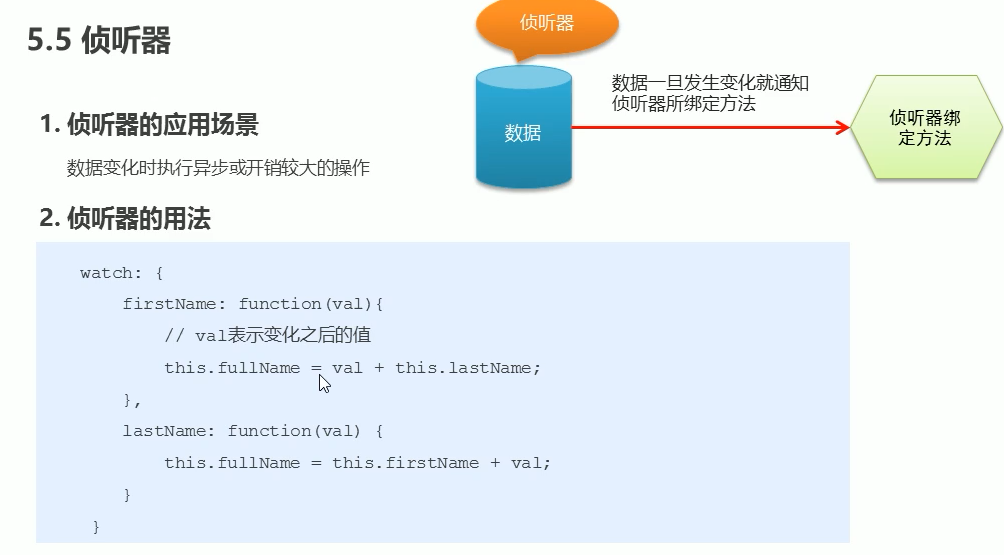 5.5 侦听器
侦听器
数据
数据一旦发生变化就通知
侦听器所绑定方法
侦听器绑
定方法
1. 侦听器的应用场景
数据变化时执行异步或开销较大的操作
2. 侦听器的用法
watch: {
firstName: function(val){
// val表示变化之后的值
this.fullName = val + this.lastName;
},
lastName: function(val) {
this.fullName = this.firstName + val;
}
}